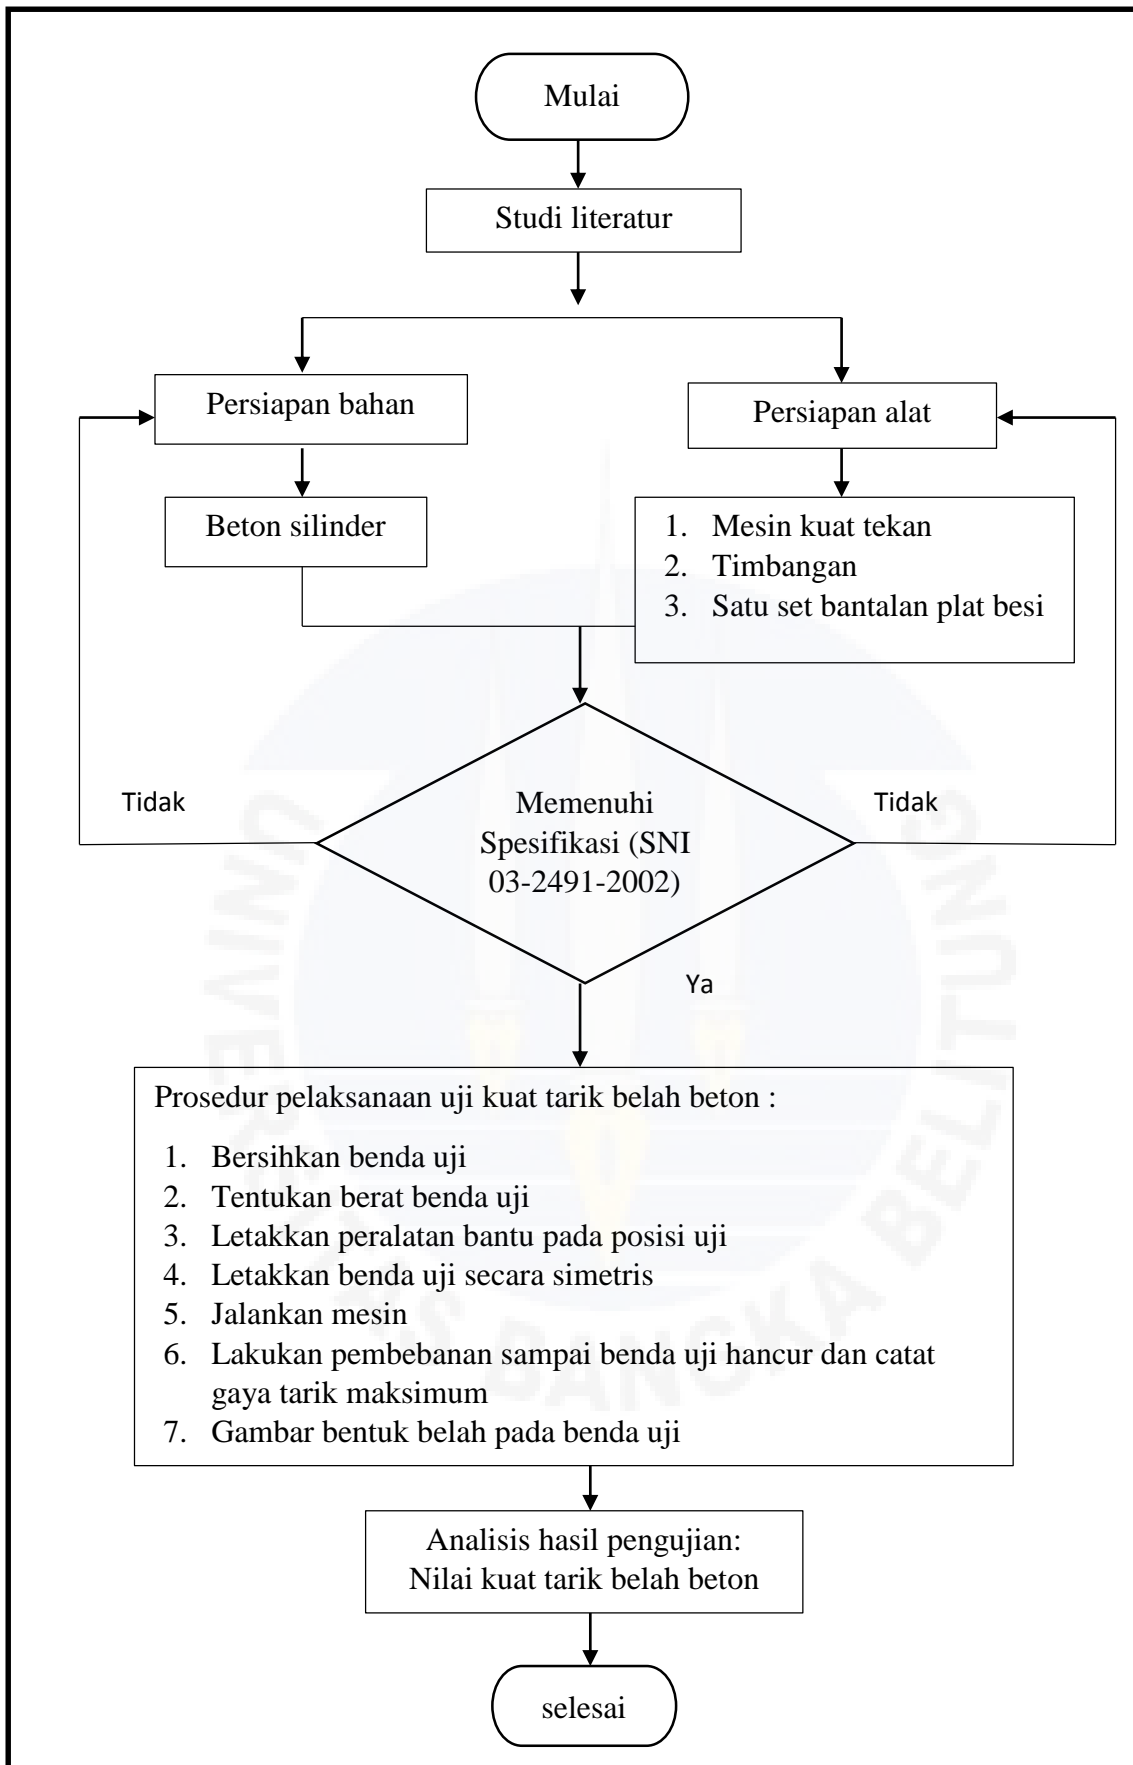 Mulai
Studi literatur
Persiapan bahan
Persiapan alat
Beton silinder
1. Mesin kuat tekan
2. Timbangan
3. Satu set bantalan plat besi
Tidak
Memenuhi
Spesifikasi (SNI
03-2491-2002)
Tidak
Ya
Prosedur pelaksanaan uji kuat tarik belah beton :
1. Bersihkan benda uji
2. Tentukan berat benda uji
3. Letakkan peralatan bantu pada posisi uji
4. Letakkan benda uji secara simetris
5. Jalankan mesin
6. Lakukan pembebanan sampai benda uji hancur dan catat
gaya tarik maksimum
7. Gambar bentuk belah pada benda uji
Analisis hasil pengujian:
Nilai kuat tarik belah beton
selesai
UNIVERSITAS BANGKA BELITUNG